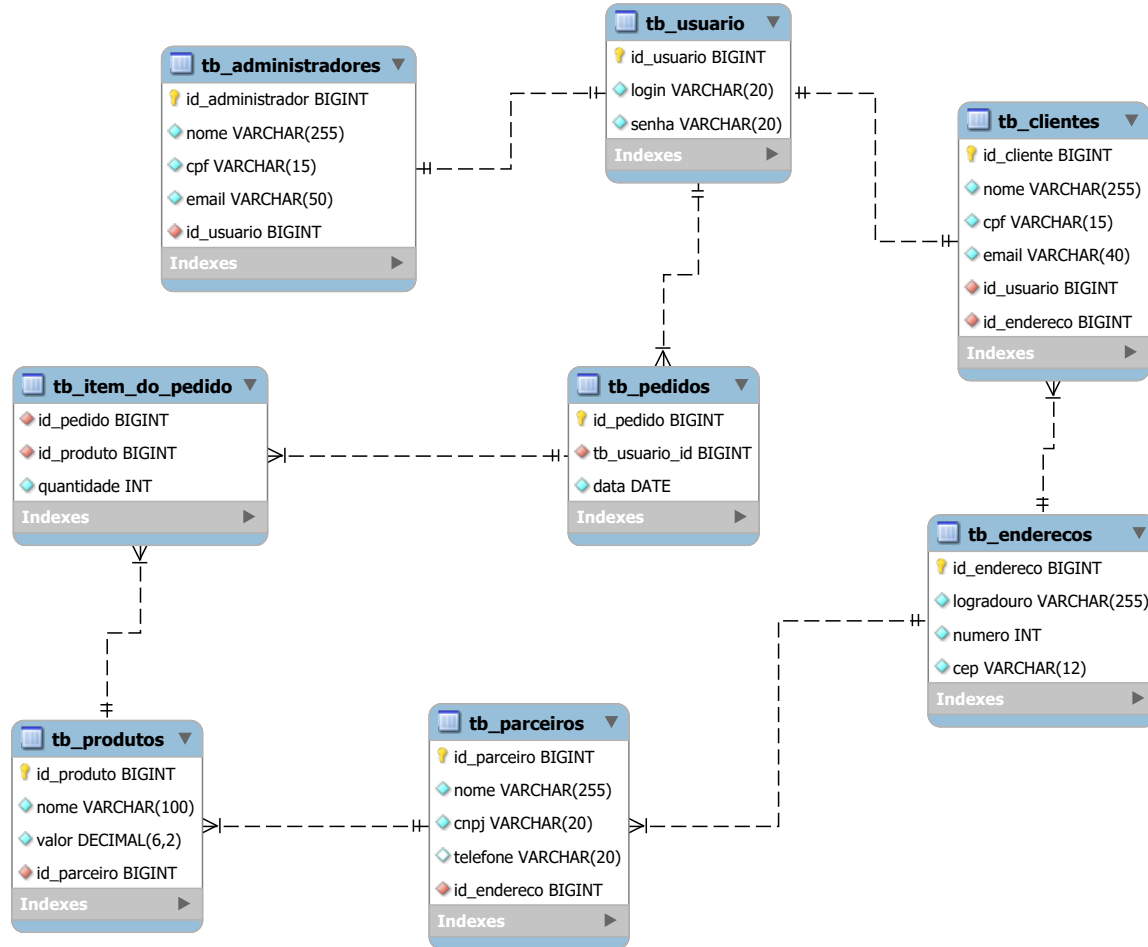 tb_usuario
id_usuario BIGINT
login VARCHAR(20)
senha VARCHAR(20)
Indexes
tb_administradores
id_administrador BIGINT
nome VARCHAR(255)
cpf VARCHAR(15)
email VARCHAR(50)
id_usuario BIGINT
Indexes
tb_clientes
id_cliente BIGINT
nome VARCHAR(255)
cpf VARCHAR(15)
email VARCHAR(40)
id_usuario BIGINT
id_endereco BIGINT
Indexes
tb_item_do_pedido
id_pedido BIGINT
id_produto BIGINT
quantidade INT
Indexes
tb_pedidos
id_pedido BIGINT
tb_usuario_id BIGINT
data DATE
Indexes
tb_enderecos
id_endereco BIGINT
logradouro VARCHAR(255)
numero INT
cep VARCHAR(12)
Indexes
tb_produtos
id_produto BIGINT
nome VARCHAR(100)
valor DECIMAL(6,2)
id_parceiro BIGINT
Indexes
tb_parceiros
id_parceiro BIGINT
nome VARCHAR(255)
cnpj VARCHAR(20)
telefone VARCHAR(20)
id_endereco BIGINT
Indexes